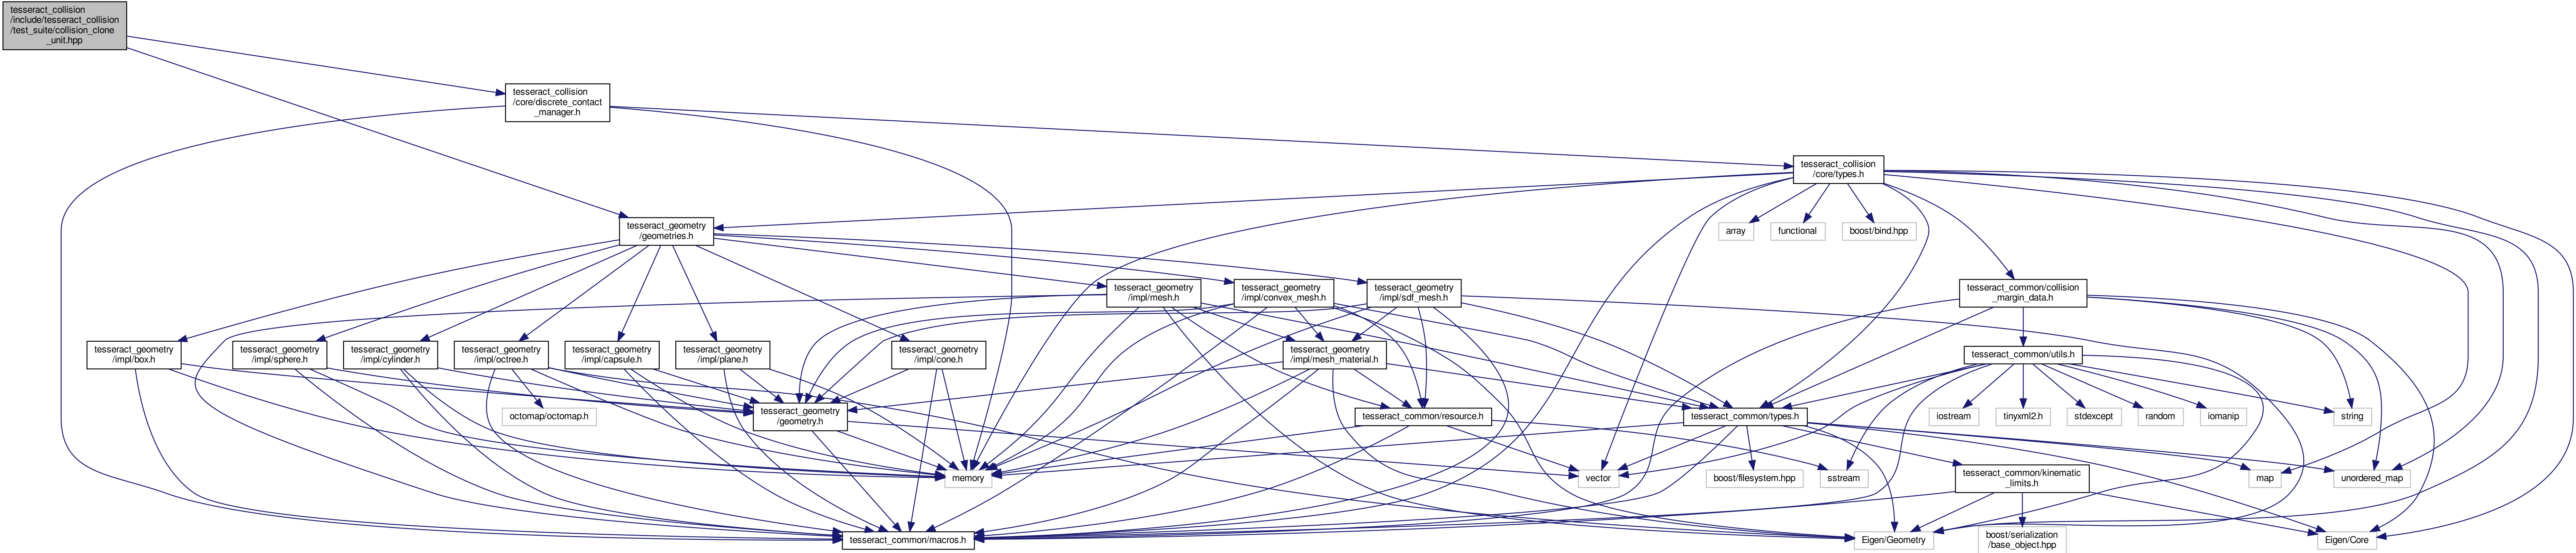 tesseract_collision
/include/tesseract_collision
/test_suite/collision_clone
_unit.hpp
tesseract_collision
/core/discrete_contact
_manager.h
tesseract_collision
/core/types.h
tesseract_geometry
/geometries.h
array
functional
boost/bind.hpp
tesseract_geometry
/impl/mesh.h
tesseract_geometry
/impl/convex_mesh.h
tesseract_geometry
/impl/sdf_mesh.h
tesseract_common/collision
_margin_data.h
tesseract_geometry
/impl/box.h
tesseract_geometry
/impl/sphere.h
tesseract_geometry
/impl/cylinder.h
tesseract_geometry
/impl/octree.h
tesseract_geometry
/impl/capsule.h
tesseract_geometry
/impl/plane.h
tesseract_geometry
/impl/cone.h
tesseract_geometry
/impl/mesh_material.h
tesseract_common/utils.h
octomap/octomap.h
tesseract_geometry
/geometry.h
tesseract_common/resource.h
tesseract_common/types.h
iostream
tinyxml2.h
stdexcept
random
iomanip
string
memory
vector
boost/filesystem.hpp
sstream
tesseract_common/kinematic
_limits.h
map
unordered_map
tesseract_common/macros.h
Eigen/Geometry
boost/serialization
/base_object.hpp
Eigen/Core